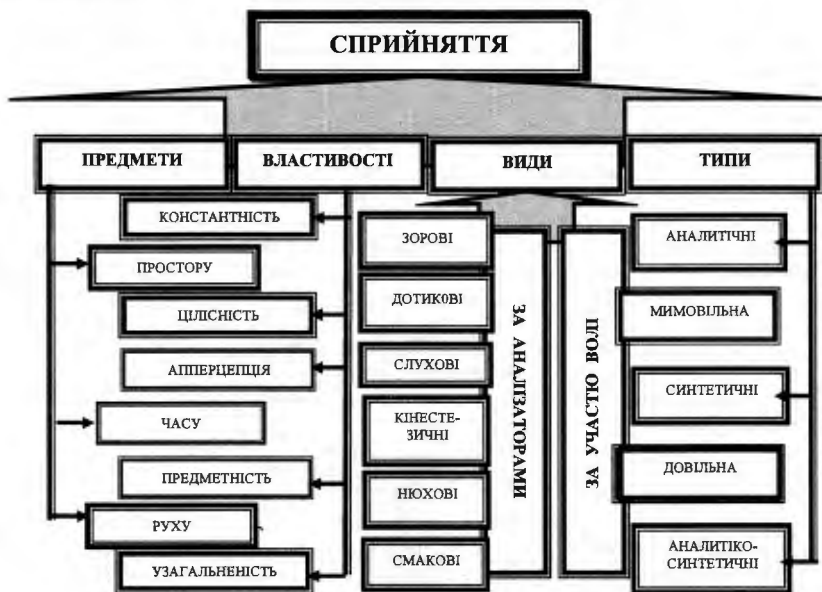 СПРИЙНЯТТЯ
ПРЕДМЕТИ
ВЛАСТИВОСТІ
ВИДИ
ТИПИ
КОНСТАНТНІСТЬ
ПРОСТОРУ
ЦІЛІСНІСТЬ
АППЕРЦЕПЦІЯ
ЧАСУ
ПРЕДМЕТНІСТЬ
РУХУ
УЗАГАЛЬНЕНІСТЬ
ЗОРОВІ
ДОТИКОВІ
СЛУХОВІ
КІНЕСТЕ-
ЗИЧНІ
НЮХОВІ
СМАКОВІ
ЗА АНАЛІЗАТОРАМИ
ЗА УЧАСТЮ ВОЛІ
АНАЛИТІЧНІ
МИМОВІЛЬНА
СИНТЕТИЧНІ
ДОВІЛЬНА
АНАЛІТІКО-
СИНТЕТИЧНІ